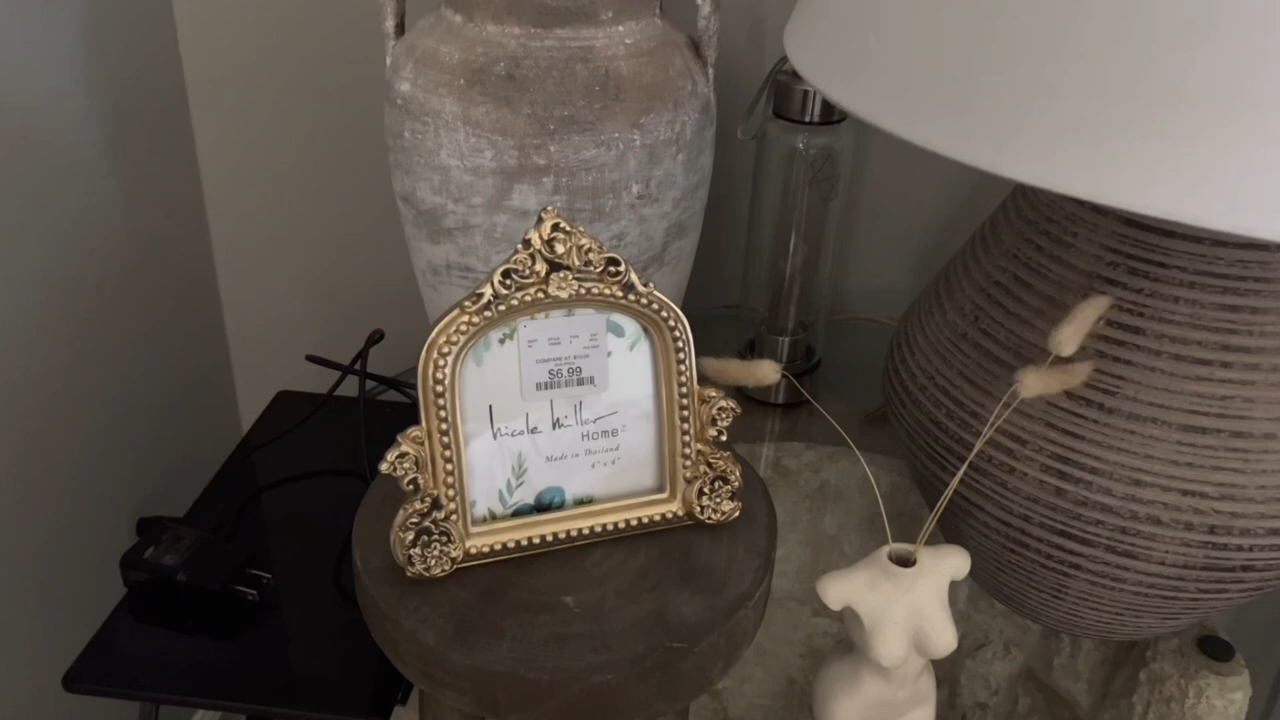 COMPARE AT
$6.99
nicole miller
Home
Made in Thailand
4" x 4"